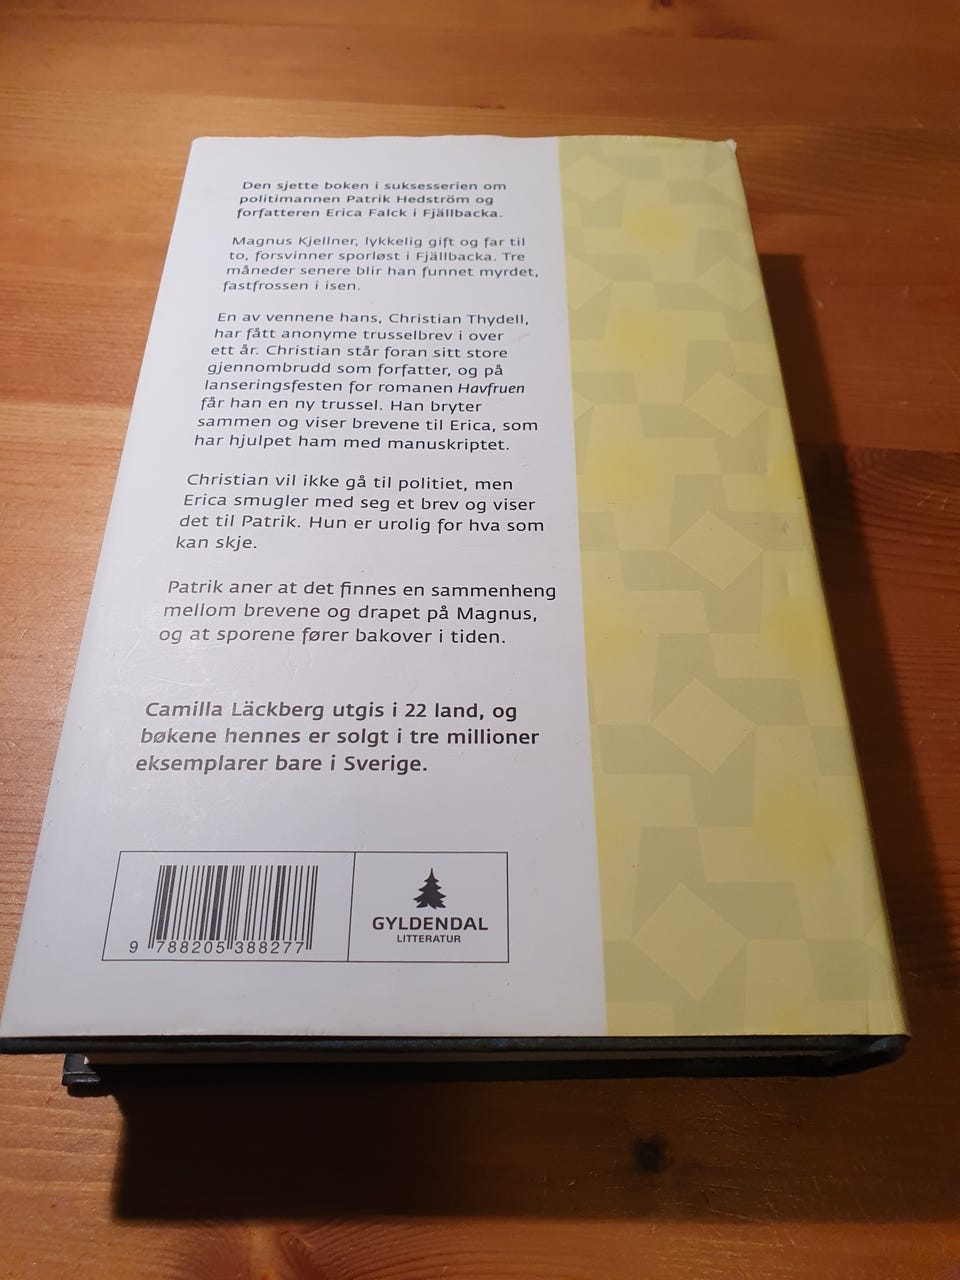 Den sjette boken i suksesserien om
politimannen Patrik Hedström og
forfatteren Erica Falck i Fjällbacka.
Magnus Kjellner, lykkelig gift og far til
to, forsvinner sporløst i Fjällbacka. Tre
måneder senere blir han funnet myrdet,
fastfrossen i isen.
En av vennene hans, Christian Thydell,
har fått anonyme trusselbrev i over
ett år. Christian står foran sitt store
gjennombrudd som forfatter, og på
lanseringsfesten for romanen Havfruen
får han en ny trussel. Han bryter
sammen og viser brevene til Erica, som
har hjulpet ham med manuskriptet.
Christian vil ikke gå til politiet, men
Erica smugler med seg et brev og viser
det til Patrik. Hun er urolig for hva som
kan skje.
Patrik aner at det finnes en sammenheng
mellom brevene og drapet på Magnus,
og at sporene fører bakover i tiden.
Camilla Läckberg utgis i 22 land, og
bøkene hennes er solgt i tre millioner
eksemplarer bare i Sverige.
9 788205 388277
GYLDENDAL
LITTERATUR